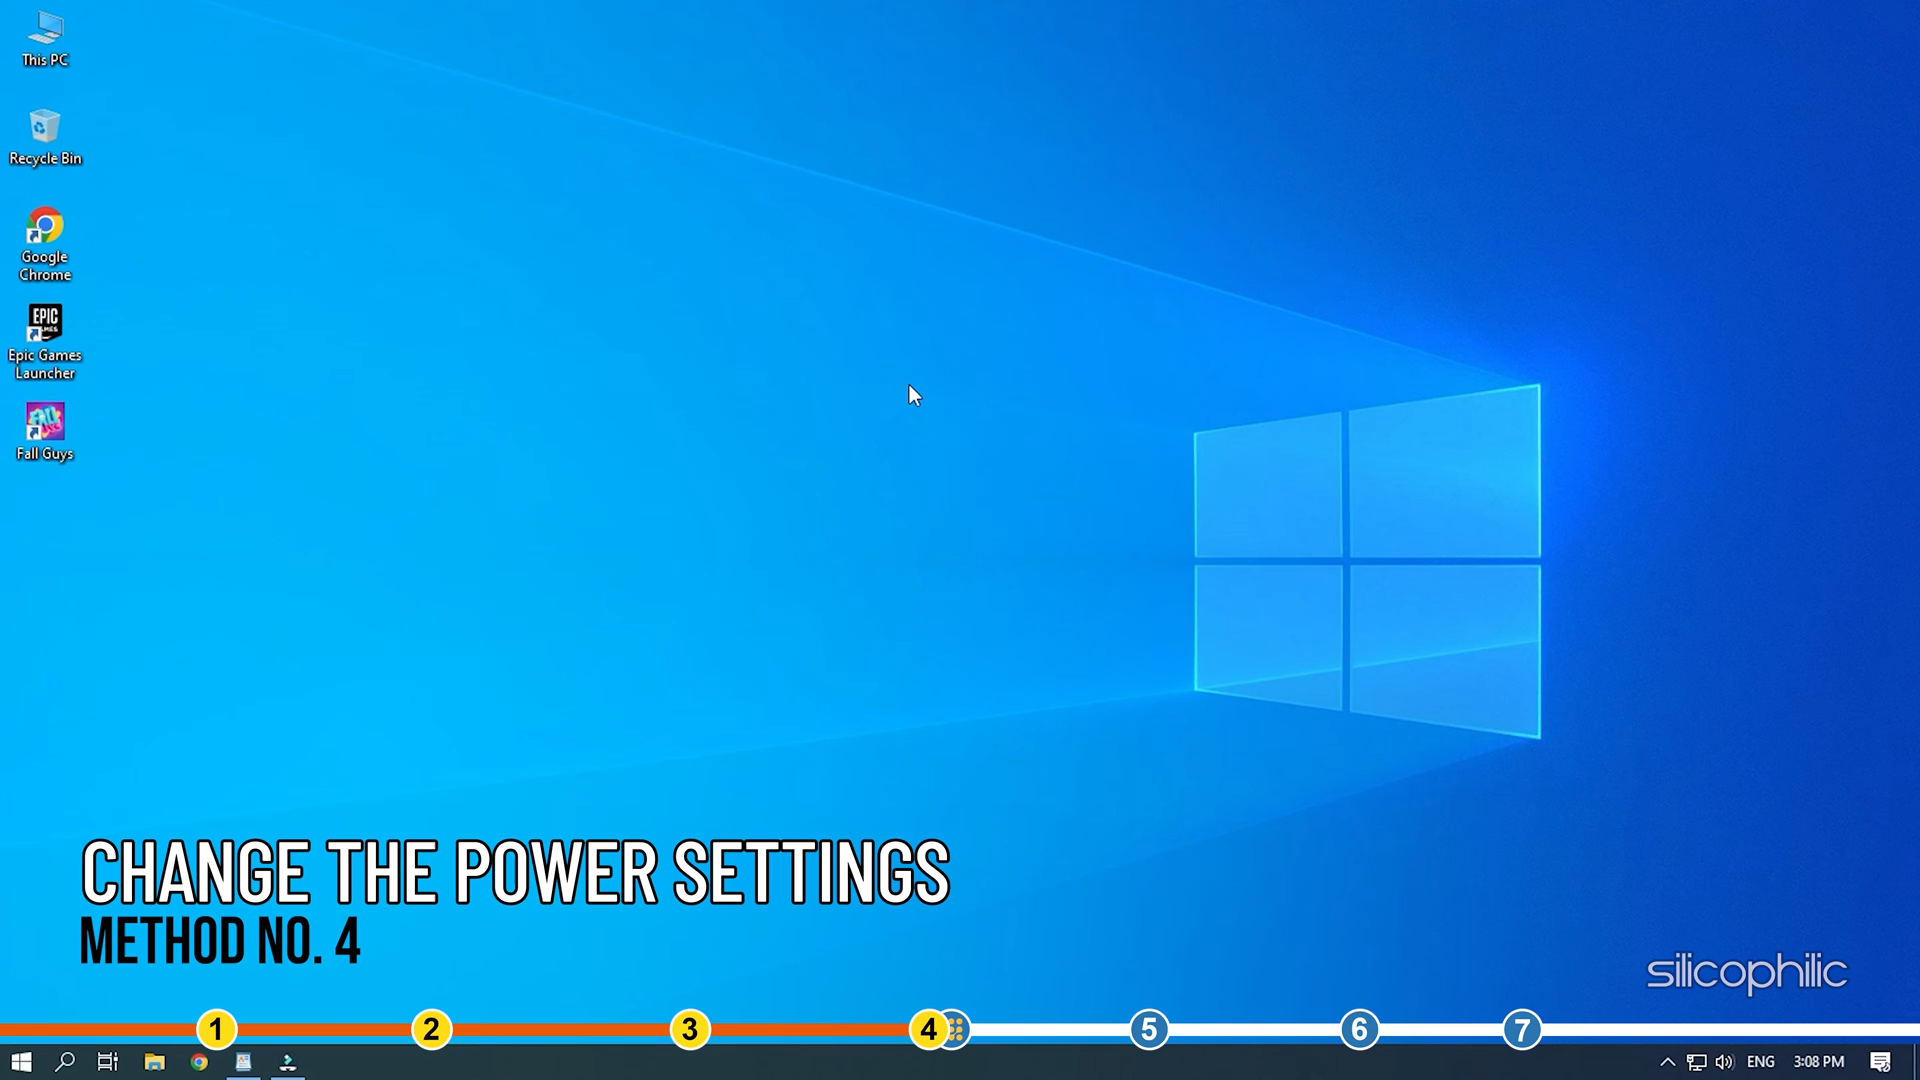 This PC
Recycle Bin
Google
Chrome
EPIC
Epic Games
Launcher
FALL
Fall Guys
CHANGE THE POWER SETTINGS
METHOD NO. 4
silicophilic
1 2 3 4 5 6 7
ENG 3:08 PM